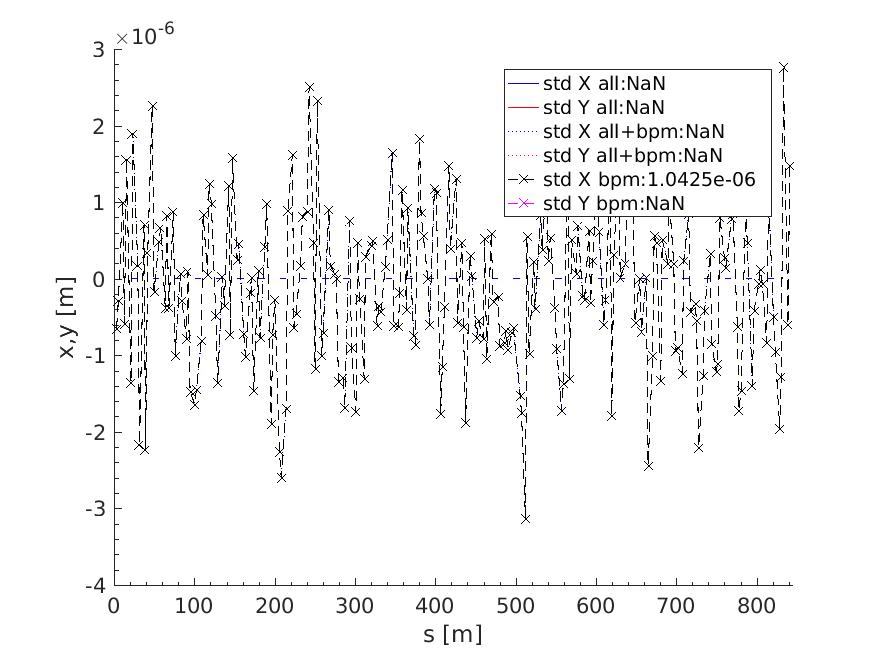 ×10-6
3
2
1
0
-1
-2
-3
-4
x,y [m]
std X all:NaN
std Y all:NaN
std X all+bpm:NaN
std Y all+bpm:NaN
std X bpm:1.0425e-06
std Y bpm:NaN
0 100 200 300 400 500 600 700 800
s [m]